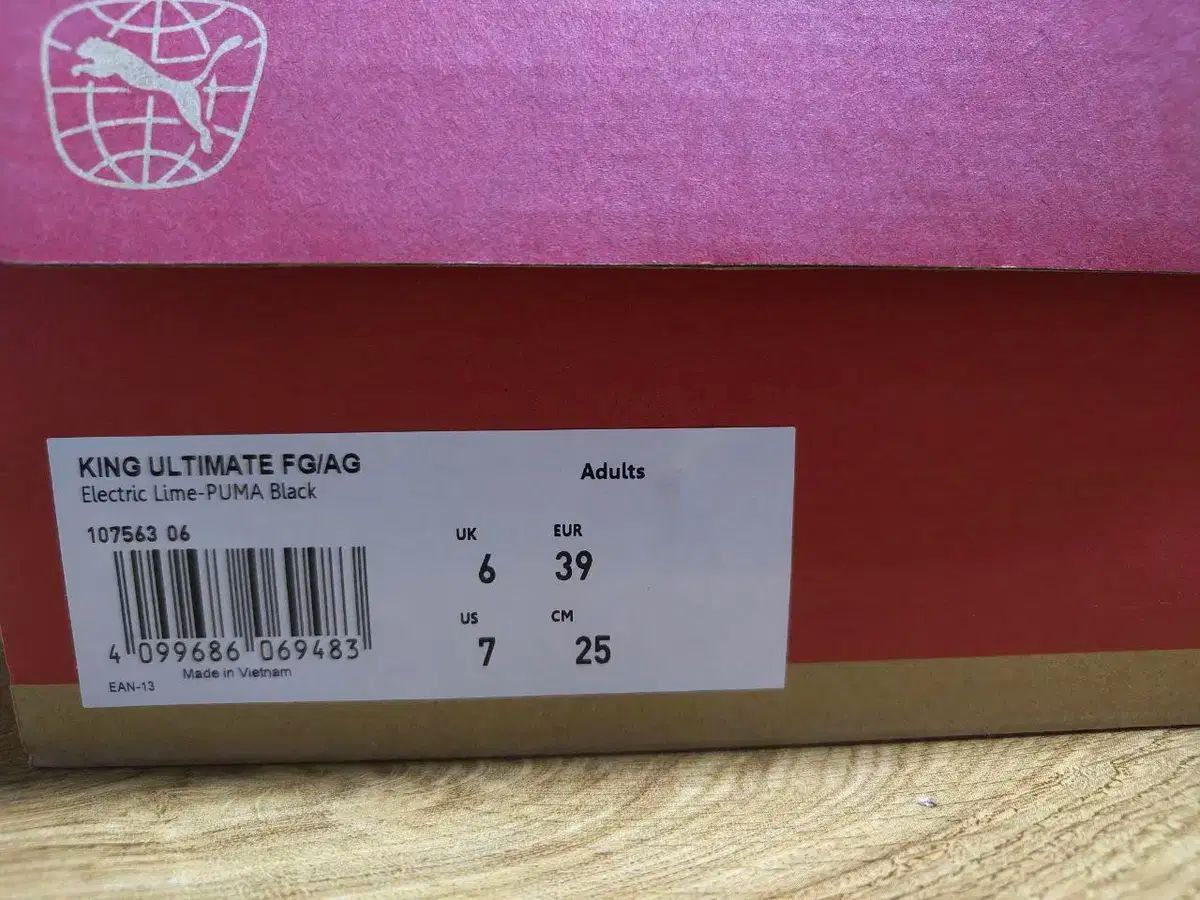 KING ULTIMATE FG/AG
Electric Lime-PUMA Black
Adults
107563 06
UK
6
EUR
39
US
7
CM
25
4 099686 069483
Made in Vietnam
EAN-13